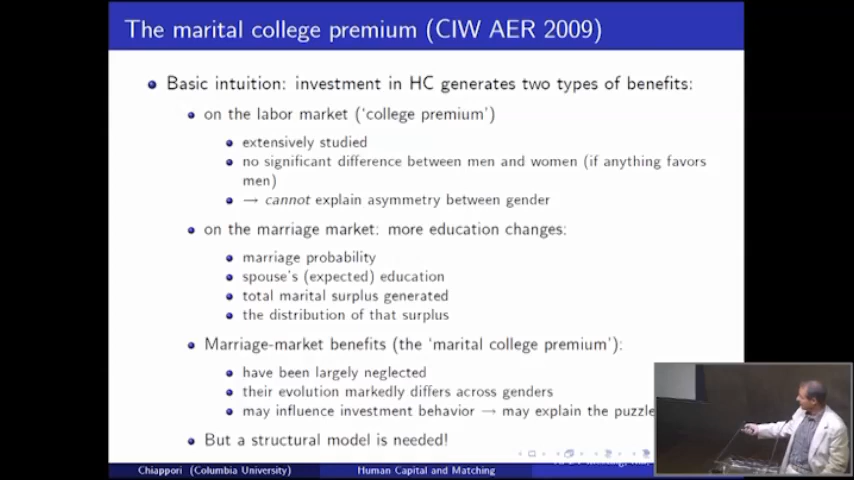 The marital college premium (CIW AER 2009)
Basic intuition: investment in HC generates two types of benefits:
on the labor market ('college premium')
extensively studied
no significant difference between men and women (if anything favors
men)
→ cannot explain asymmetry between gender
on the marriage market: more education changes:
marriage probability
spouse's (expected) education
total marital surplus generated
the distribution of that surplus
Marriage-market benefits (the 'marital college premium'):
have been largely neglected
their evolution markedly differs across genders
may influence investment behavior → may explain the puzzle
But a structural model is needed!
Chiappori (Columbia University)
Human Capital and Matching